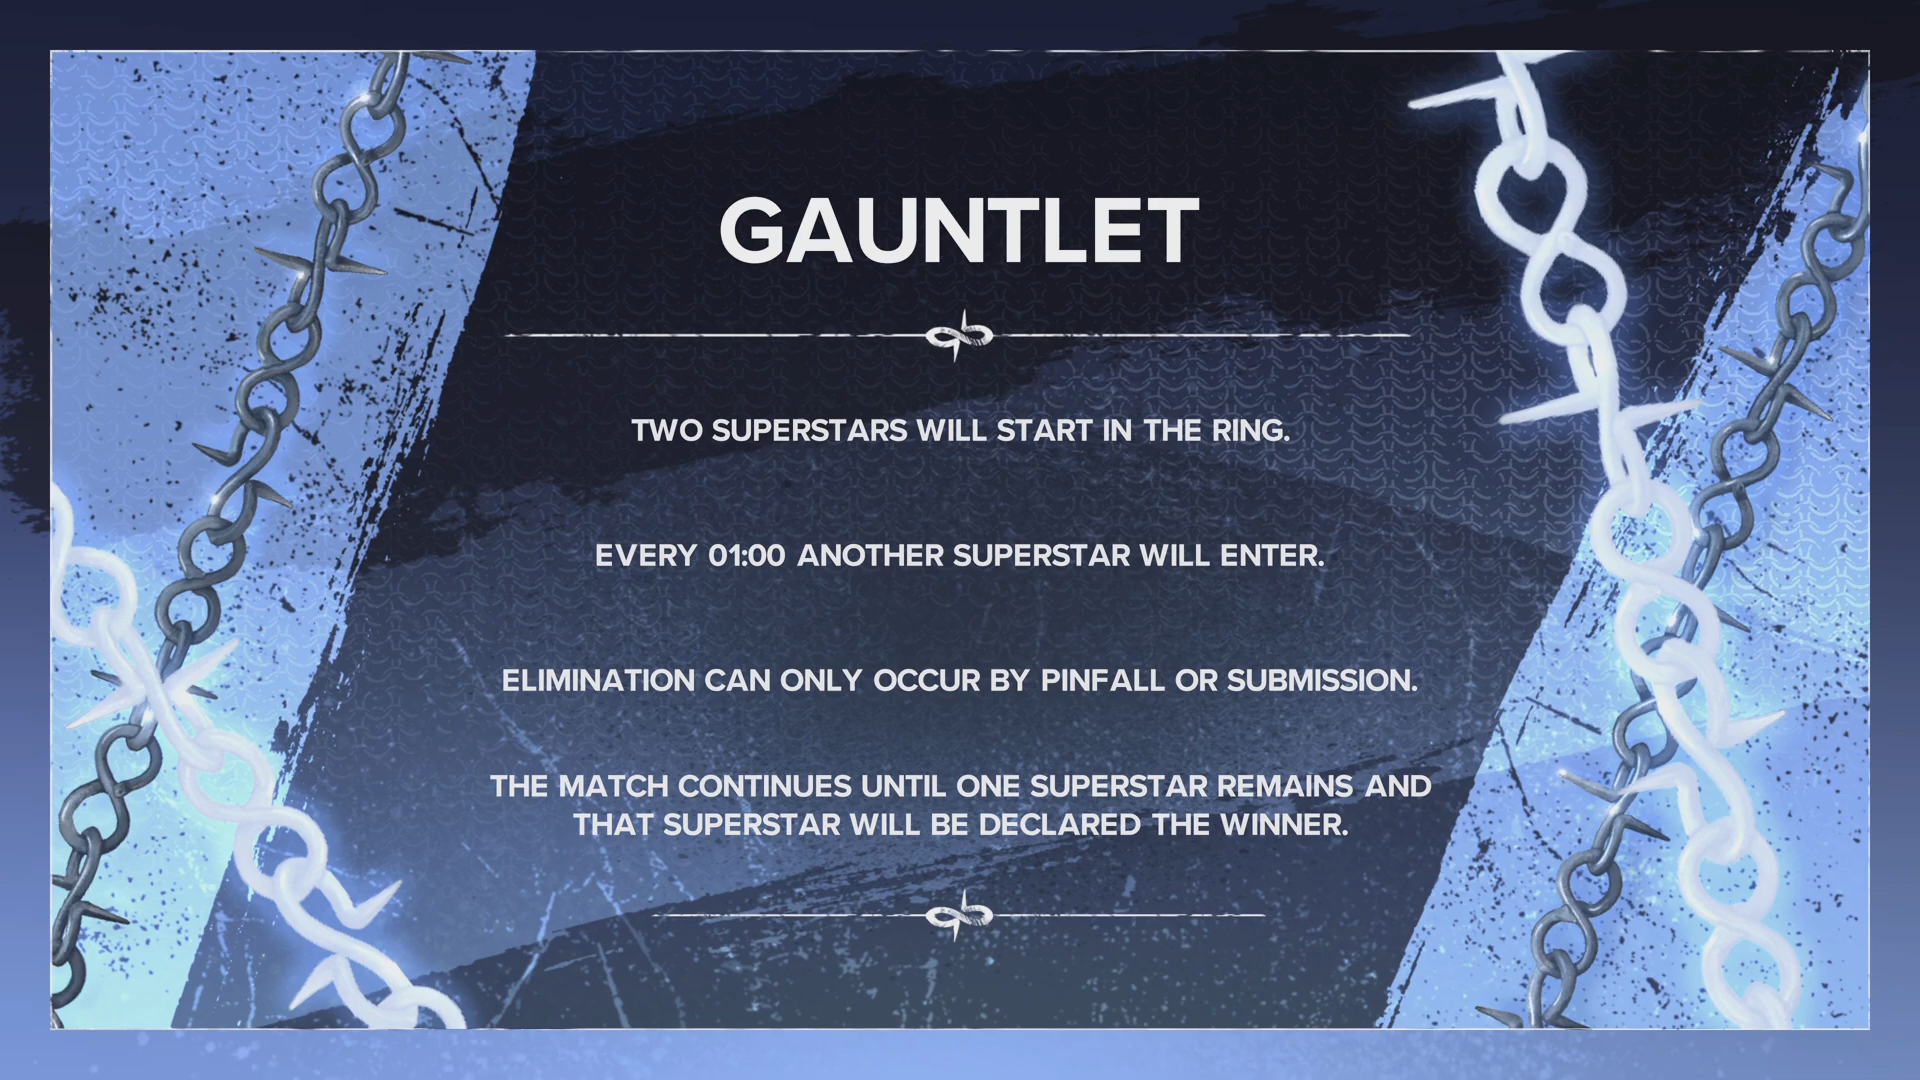 GAUNTLET
TWO SUPERSTARS WILL START IN THE RING.
EVERY 01:00 ANOTHER SUPERSTAR WILL ENTER.
ELIMINATION CAN ONLY OCCUR BY PINFALL OR SUBMISSION.
THE MATCH CONTINUES UNTIL ONE SUPERSTAR REMAINS AND
THAT SUPERSTAR WILL BE DECLARED THE WINNER.